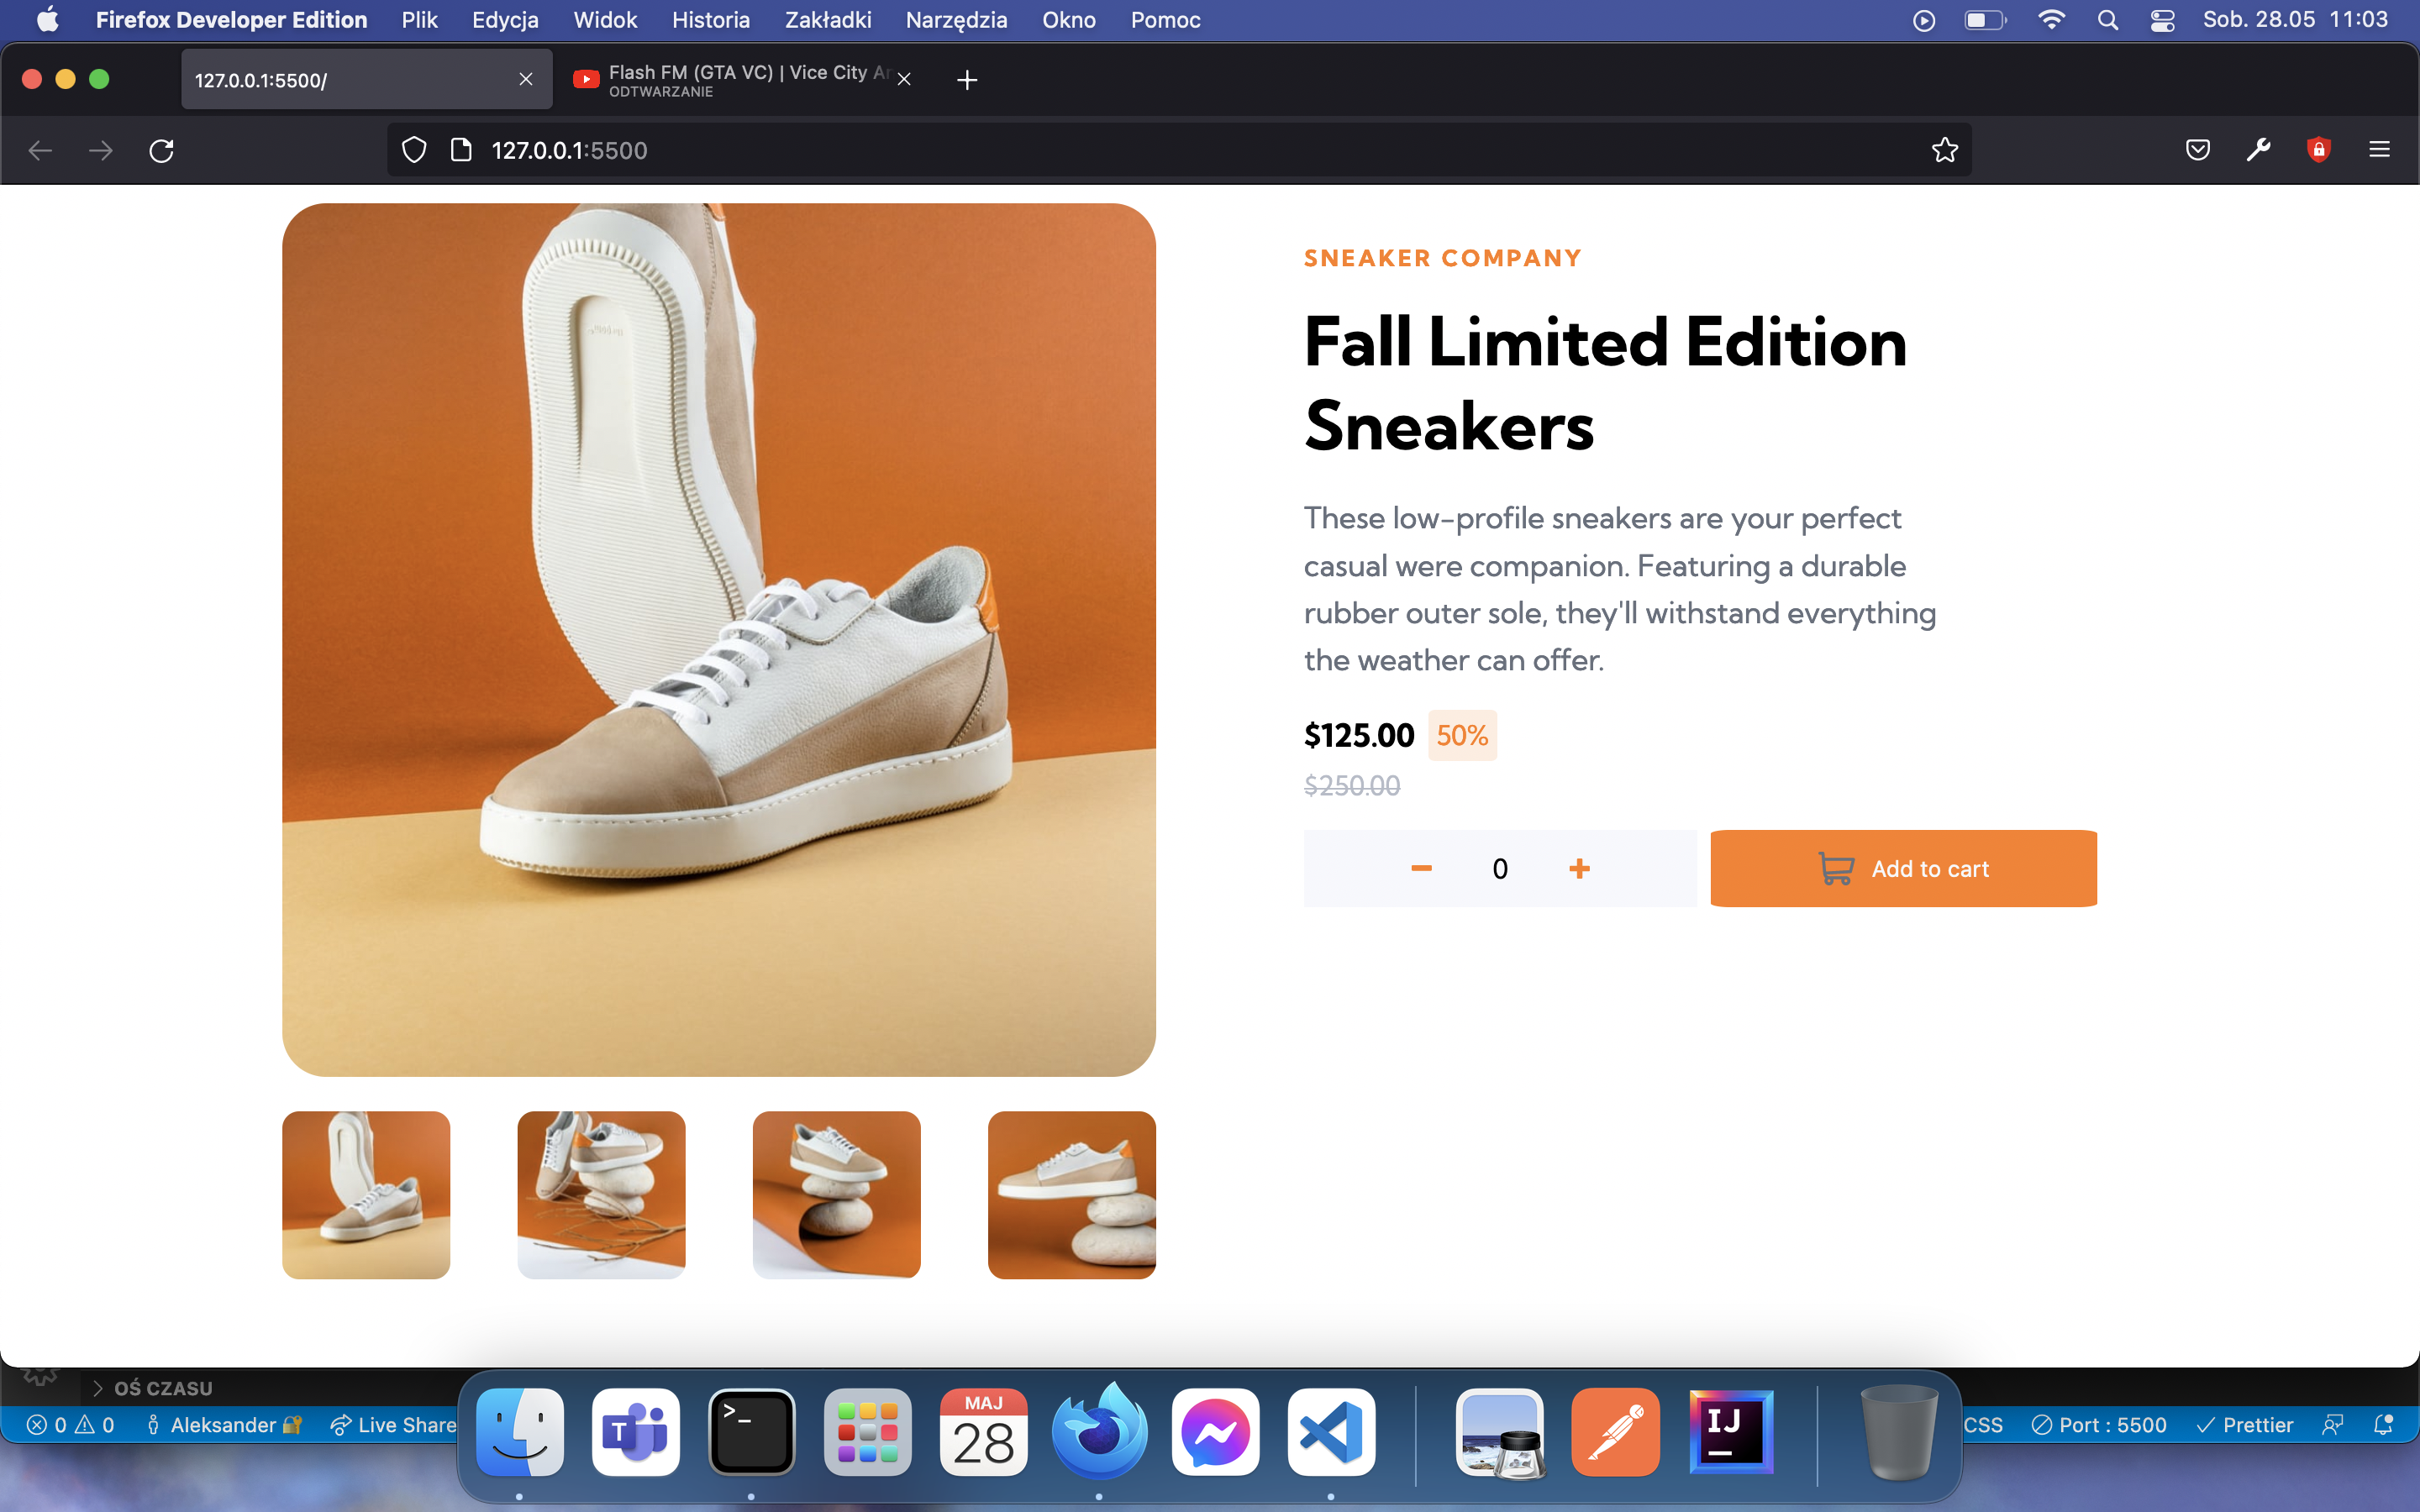 Firefox Developer Edition Plik Edycja Widok Historia Zakładki Narzędzia Okno Pomoc Sob. 28.05 11:03
127.0.0.1:5500/
Flash FM (GTA VC) | Vice City Ar
ODTWARZANIE
127.0.0.1:5500
SNEAKER COMPANY
Fall Limited Edition
Sneakers
These low-profile sneakers are your perfect
casual were companion. Featuring a durable
rubber outer sole, they'll withstand everything
the weather can offer.
$125.00 50%
$250.00
0
Add to cart
OŚ CZASU
0 0 Aleksander Live Share
CSS Port : 5500 Prettier
T
>_
MAJ
28
IJ